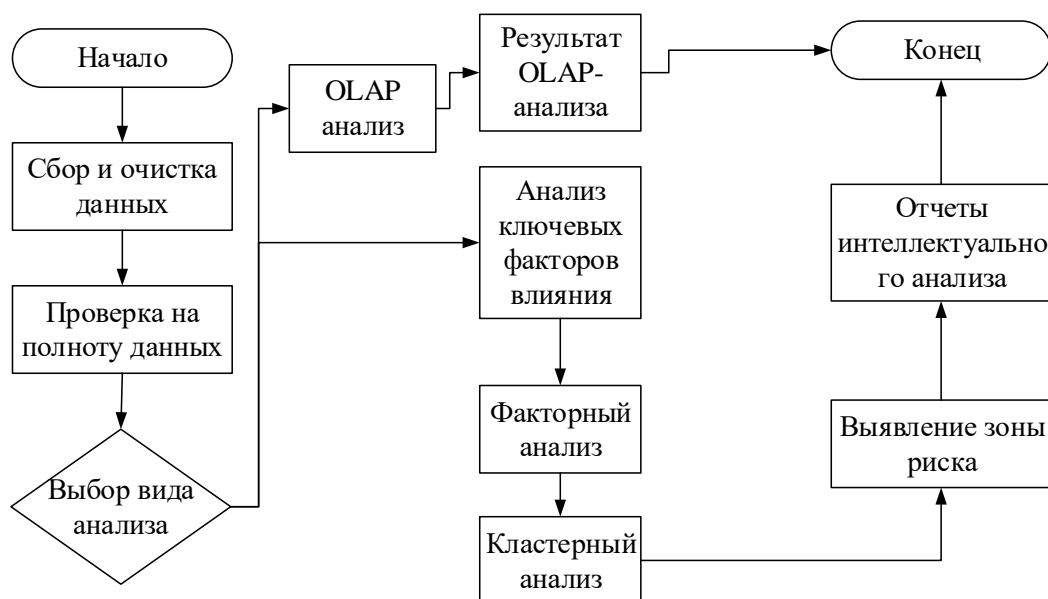 Начало
Сбор и очистка
данных
Проверка на
полноту данных
Выбор вида
анализа
OLAP
анализ
Результат
OLAP-
анализа
Анализ
ключевых
факторов
влияния
Факторный
анализ
Кластерный
анализ
Выявление зоны
риска
Отчеты
интеллектуально
го анализа
Конец